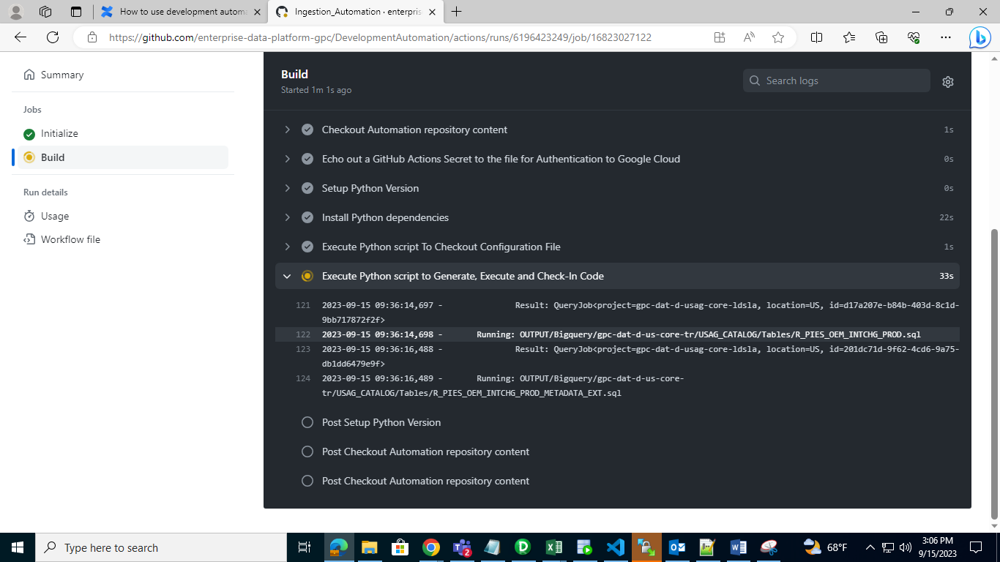 How to use development automa
Ingestion_Automation · enterpris
https://github.com/enterprise-data-platform-gpc/DevelopmentAutomation/actions/runs/6196423249/job/16823027122
Summary
Jobs
Initialize
Build
Run details
Usage
Workflow file
Build
Started 1m 1s ago
Search logs
Checkout Automation repository content 1s
Echo out a GitHub Actions Secret to the file for Authentication to Google Cloud 0s
Setup Python Version 0s
Install Python dependencies 22s
Execute Python script To Checkout Configuration File 1s
Execute Python script to Generate, Execute and Check-In Code 33s
121 2023-09-15 09:36:14,697 - Result: QueryJob<project=gpc-dat-d-usag-core-ldsla, location=US, id=d17a207e-b84b-403d-8c1d-
9bb717872f2f>
122 2023-09-15 09:36:14,698 - Running: OUTPUT/Bigquery/gpc-dat-d-us-core-tr/USAG_CATALOG/Tables/R_PIES_OEM_INTCHG_PROD.sql
123 2023-09-15 09:36:16,488 - Result: QueryJob<project=gpc-dat-d-usag-core-ldsla, location=US, id=201dc71d-9f62-4cd6-9a75-
db1dd6479e9f>
124 2023-09-15 09:36:16,489 - Running: OUTPUT/Bigquery/gpc-dat-d-us-core-
tr/USAG_CATALOG/Tables/R_PIES_OEM_INTCHG_PROD_METADATA_EXT.sql
Post Setup Python Version
Post Checkout Automation repository content
Post Checkout Automation repository content
Type here to search
2
68°F
3:06 PM
9/15/2023